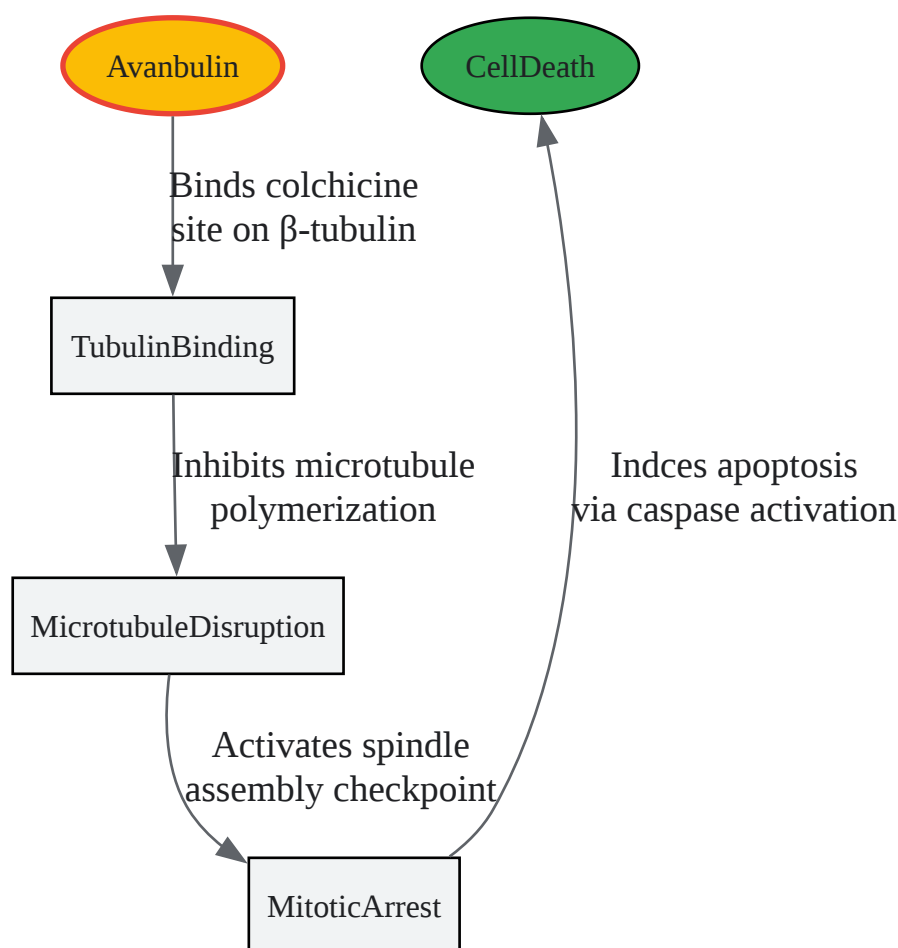 Avanbulin
CellDeath
Binds colchicine
site on β-tubulin
TubulinBinding
Inhibits microtubule
polymerization
Indces apoptosis
via caspase activation
MicrotubuleDisruption
Activates spindle
assembly checkpoint
MitoticArrest